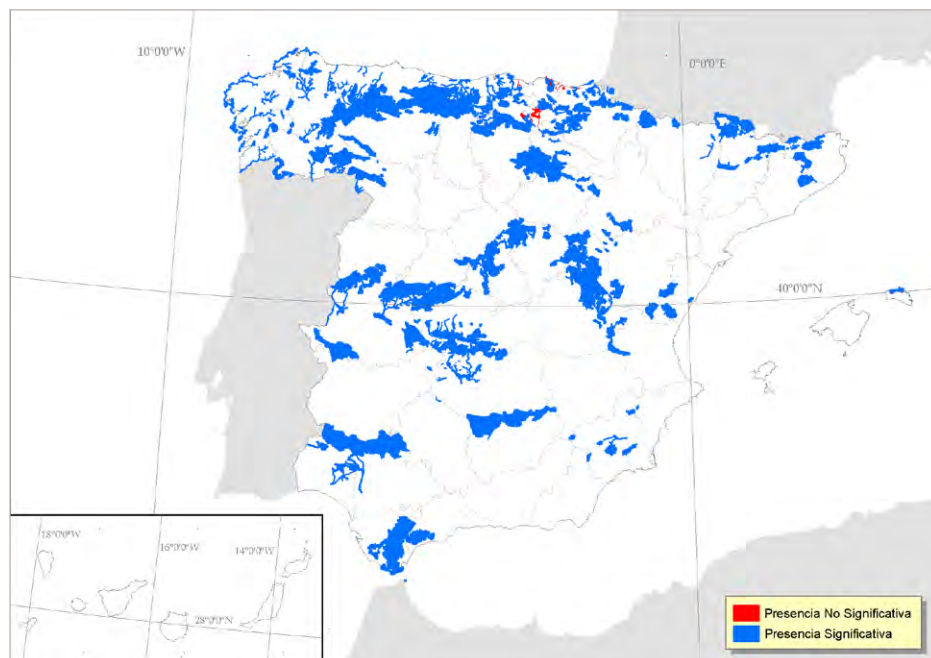 10°0'0"W
0°0'0"E
40°0'0"N
18°0'0"W
16°0'0"W
14°0'0"W
28°0'0"N
Presencia No Significativa
Presencia Significativa